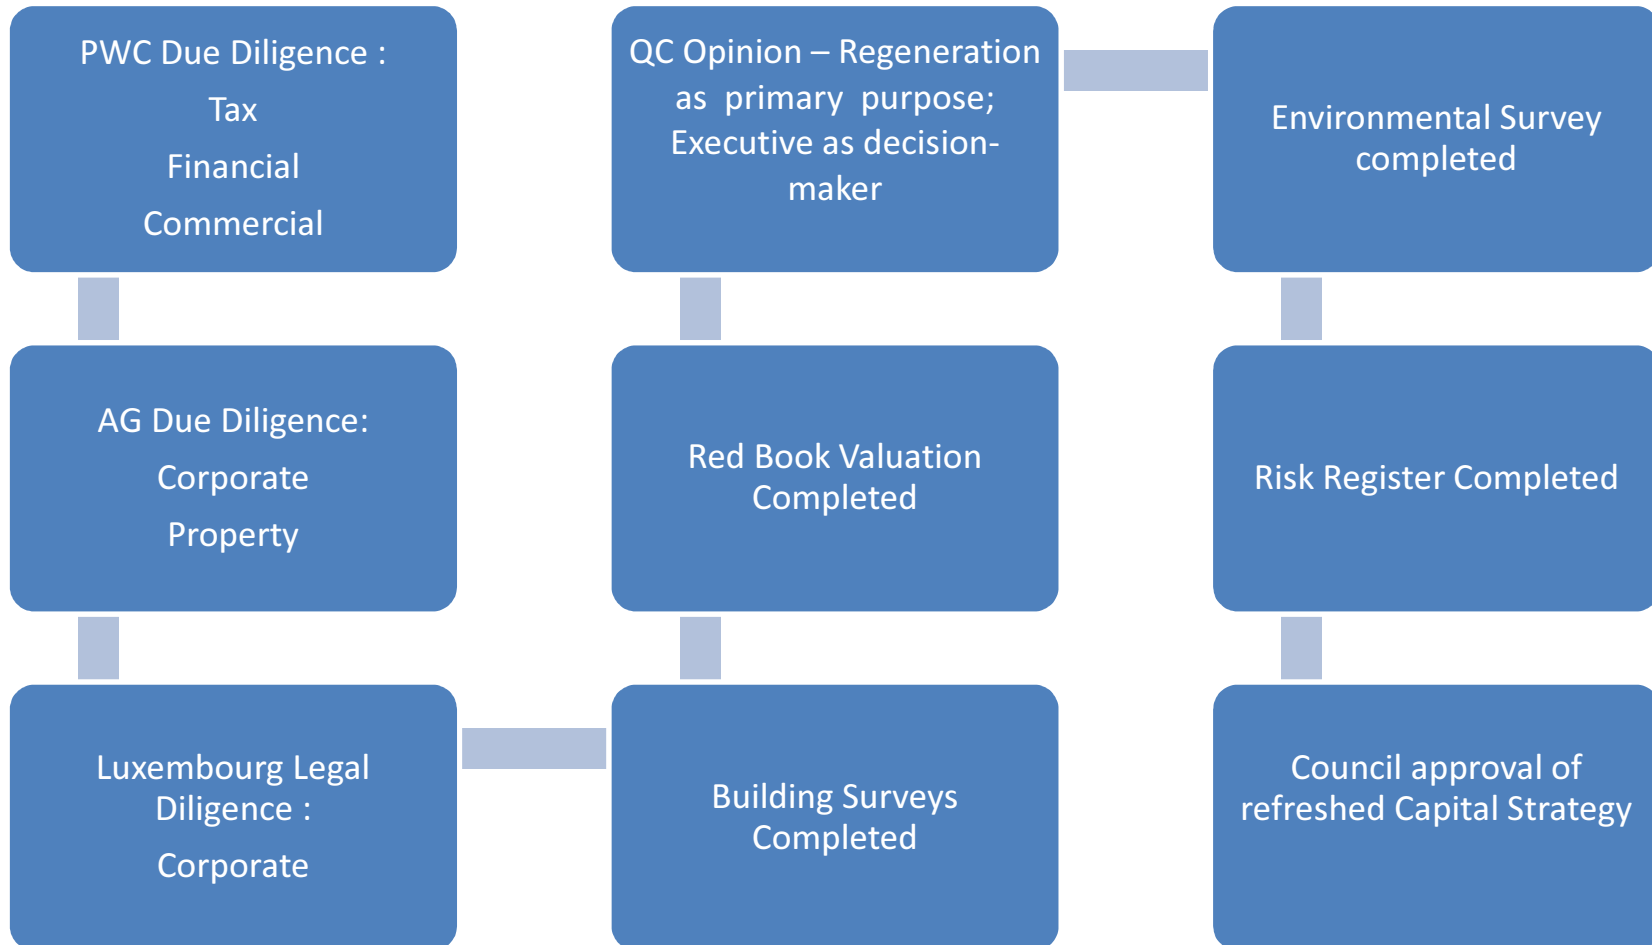 PWC Due Diligence :
Tax
Financial
Commercial
AG Due Diligence:
Corporate
Property
Luxembourg Legal
Diligence :
Corporate
Building Surveys
Completed
Red Book Valuation
Completed
QC Opinion – Regeneration
as primary purpose;
Executive as decision-
maker
Environmental Survey
completed
Risk Register Completed
Council approval of
refreshed Capital Strategy